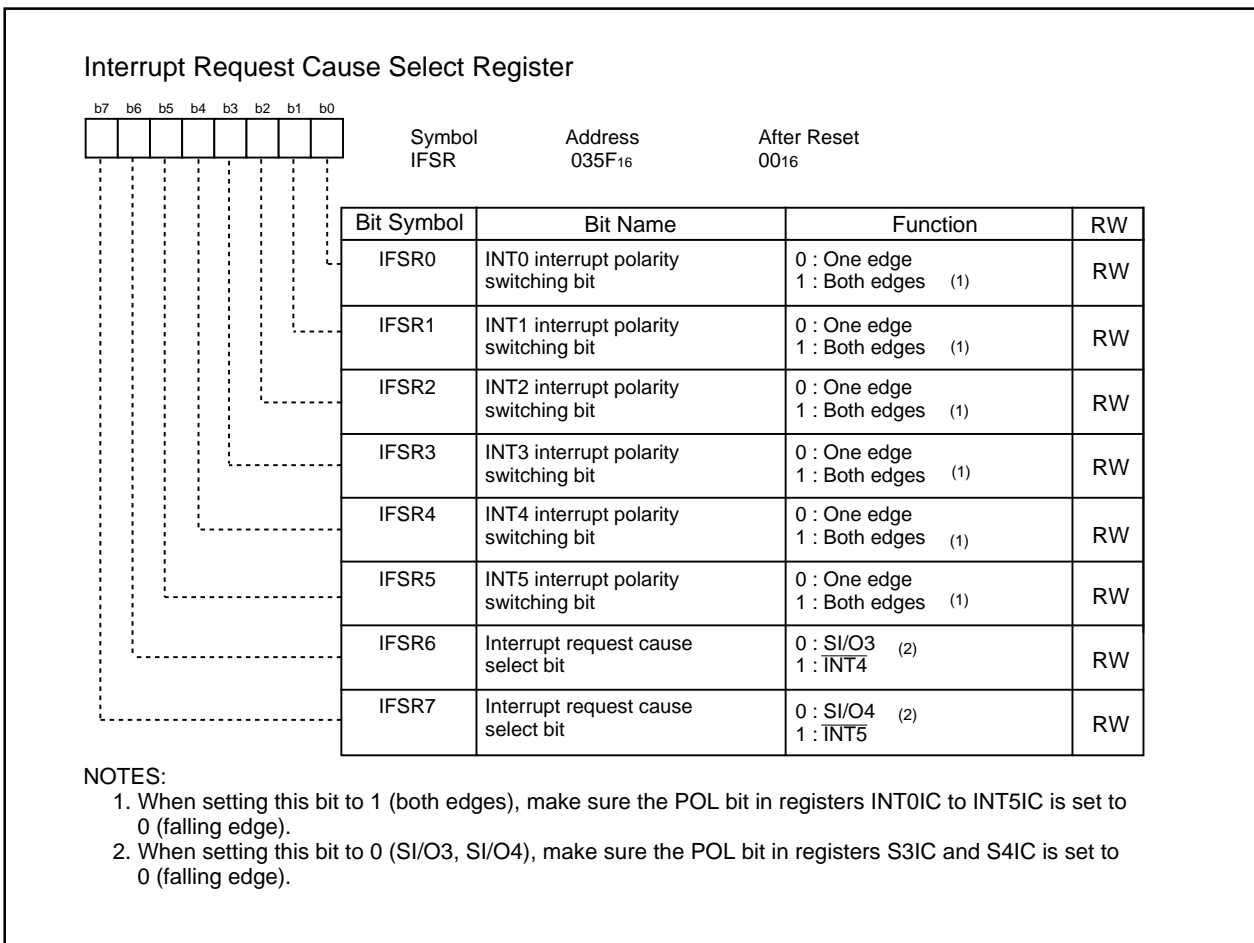 Interrupt Request Cause Select Register
b7 b6 b5 b4 b3 b2 b1 b0
Symbol Address After Reset
IFSR 035F16 0016
Bit Symbol Bit Name Function RW
IFSR0 INT0 interrupt polarity 0 : One edge RW
switching bit 1 : Both edges (1)
IFSR1 INT1 interrupt polarity 0 : One edge RW
switching bit 1 : Both edges (1)
IFSR2 INT2 interrupt polarity 0 : One edge RW
switching bit 1 : Both edges (1)
IFSR3 INT3 interrupt polarity 0 : One edge RW
switching bit 1 : Both edges (1)
IFSR4 INT4 interrupt polarity 0 : One edge RW
switching bit 1 : Both edges (1)
IFSR5 INT5 interrupt polarity 0 : One edge RW
switching bit 1 : Both edges (1)
IFSR6 Interrupt request cause 0 : SI/O3 (2) RW
select bit 1 : INT4
IFSR7 Interrupt request cause 0 : SI/O4 (2) RW
select bit 1 : INT5
NOTES:
1. When setting this bit to 1 (both edges), make sure the POL bit in registers INT0IC to INT5IC is set to
0 (falling edge).
2. When setting this bit to 0 (SI/O3, SI/O4), make sure the POL bit in registers S3IC and S4IC is set to
0 (falling edge).